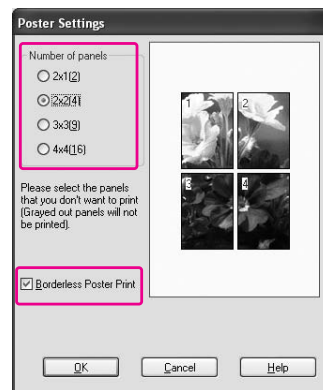 Poster Settings
Number of panels
2x1(2)
2x2(4)
3x3(9)
4x4(16)
Please select the panels
that you don't want to print
(Grayed out panels will not
be printed).
Borderless Poster Print
1 2
3 4
OK Cancel Help